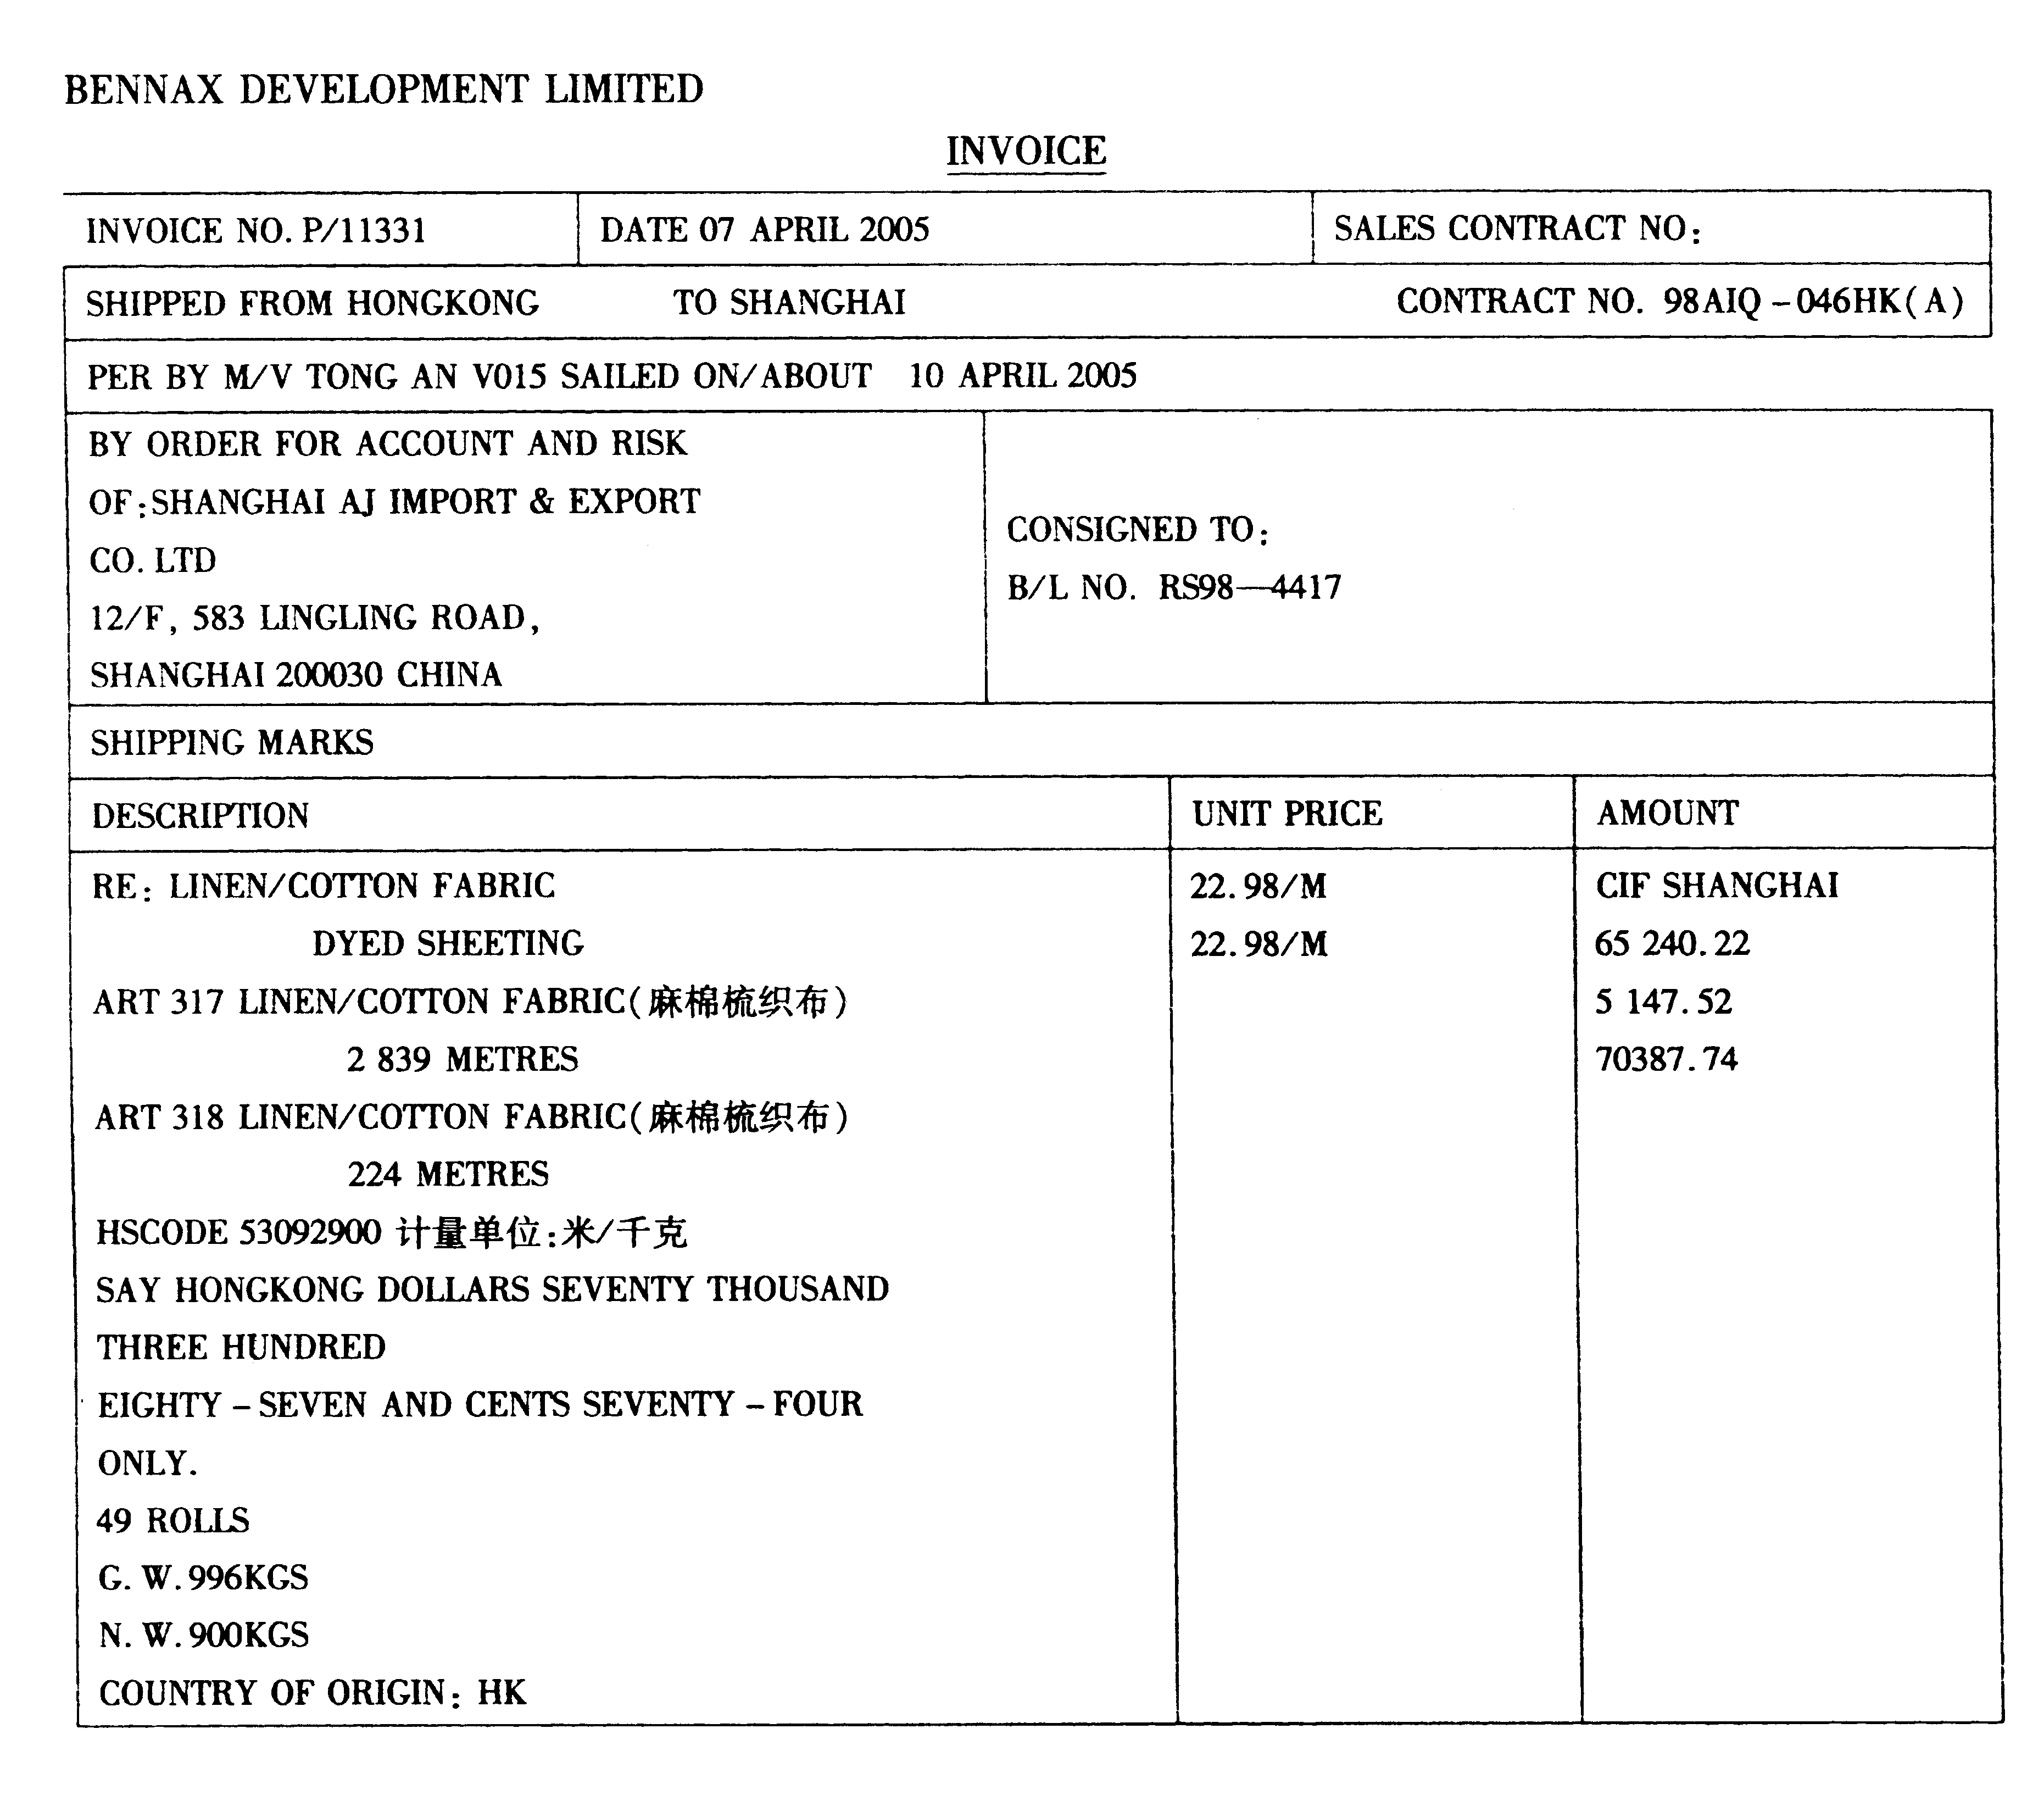 BENNAX DEVELOPMENT LIMITED
INVOICE
INVOICE NO. P/11331 DATE 07 APRIL 2005 SALES CONTRACT NO:
SHIPPED FROM HONGKONG TO SHANGHAI CONTRACT NO. 98AIQ-046HK(A)
PER BY M/V TONG AN V015 SAILED ON/ABOUT 10 APRIL 2005
BY ORDER FOR ACCOUNT AND RISK
OF:SHANGHAI AJ IMPORT & EXPORT
CO. LTD
12/F, 583 LINGLING ROAD,
SHANGHAI 200030 CHINA
CONSIGNED TO:
B/L NO. RS98—4417
SHIPPING MARKS
DESCRIPTION UNIT PRICE AMOUNT
RE: LINEN/COTTON FABRIC 22.98/M CIF SHANGHAI
DYED SHEETING 22.98/M 65 240.22
ART 317 LINEN/COTTON FABRIC(麻棉梳织布) 5 147.52
2 839 METRES 70387.74
ART 318 LINEN/COTTON FABRIC(麻棉梳织布)
224 METRES
HSCODE 53092900 计量单位:米/千克
SAY HONGKONG DOLLARS SEVENTY THOUSAND
THREE HUNDRED
EIGHTY-SEVEN AND CENTS SEVENTY-FOUR
ONLY.
49 ROLLS
G. W. 996KGS
N. W. 900KGS
COUNTRY OF ORIGIN: HK